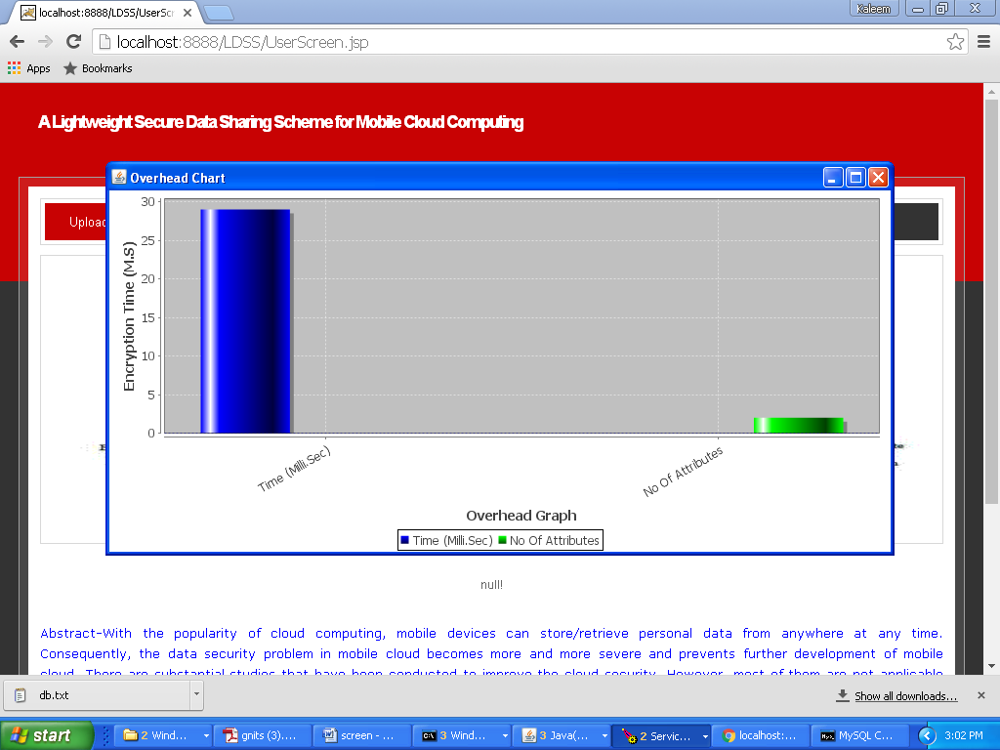 localhost:8888/LDSS/UserScr
Kaleem
localhost:8888/LDSS/UserScreen.jsp
Apps
Bookmarks
A Lightweight Secure Data Sharing Scheme for Mobile Cloud Computing
Overhead Chart
Uploa
30
25
20
15
10
5
0
Encryption Time (M.S)
Time (Milli.Sec)
No Of Attributes
Overhead Graph
Time (Milli.Sec)
No Of Attributes
null!
Abstract-With the popularity of cloud computing, mobile devices can store/retrieve personal data from anywhere at any time.
Consequently, the data security problem in mobile cloud becomes more and more severe and prevents further development of mobile
cloud. There are substantial studies that have been conducted to improve the cloud security. However, most of them are not applicable
db.txt
Show all downloads...
start
2 Wind...
gnits (3)....
screen - ...
3 Wind...
3 Java(...
2 Servic...
localhost:...
MySQL C...
3:02 PM